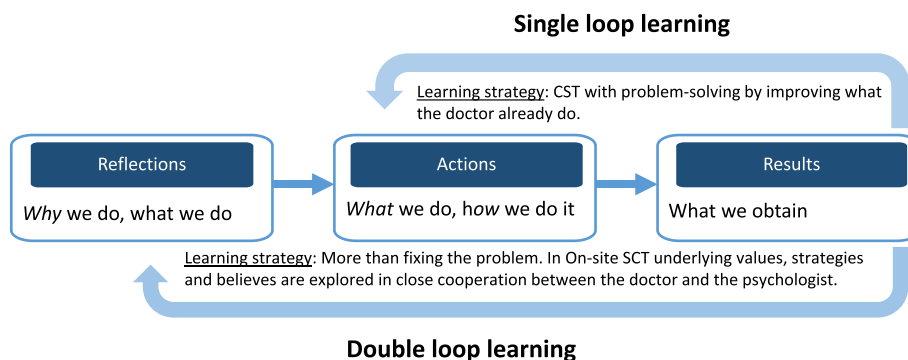 Single loop learning
Learning strategy: CST with problem-solving by improving what
the doctor already do.
Reflections
Why we do, what we do
Actions
What we do, how we do it
Results
What we obtain
Learning strategy: More than fixing the problem. In On-site SCT underlying values, strategies
and believes are explored in close cooperation between the doctor and the psychologist.
Double loop learning